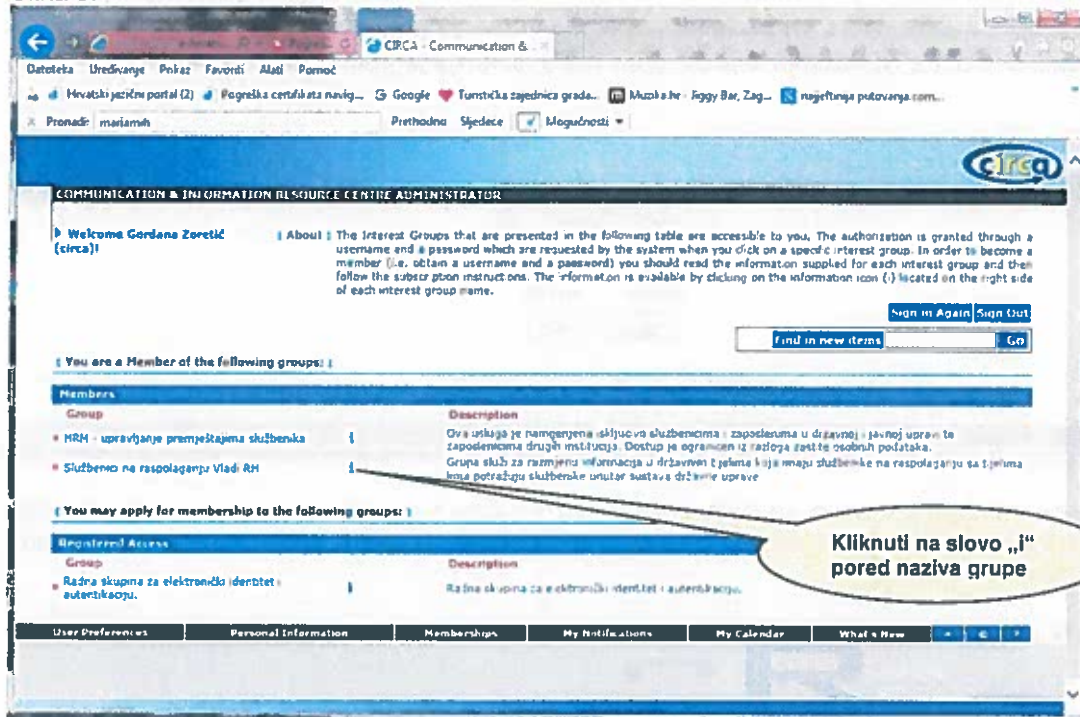 CIRCA - Communication &
Datoteka Uređivanje Prikaz Favoriti Alati Pomoć
Hrvatski jezični portal (2) Pogreška certifikata navig... Google Turistička zajednica grada... Muzika.hr - Jiggy Bar, Zag... najjeftinija putovanja.com...
Pronađi: mariamvh Prethodno Sljedeće Mogućnosti
circa
COMMUNICATION & INFORMATION RESOURCE CENTRE ADMINISTRATOR
Welcome Gordana Zoretić
(circa)!
About
The Interest Groups that are presented in the following table are accessible to you. The authorization is granted through a
username and a password which are requested by the system when you click on a specific interest group. In order to become a
member (i.e. obtain a username and a password) you should read the information supplied for each interest group and then
follow the subscription instructions. The information is available by clicking on the information icon (i) located on the right side
of each interest group name.
Sign in Again Sign Out
Find in new items Go
You are a Member of the following groups:
Members
Group Description
HRM - upravljanje premještajima službenika i
Ova usluga je namijenjena isključivo službenicima i zaposlenima u državnoj i javnoj upravi te
zaposlenicima drugih institucija. Dostup je ograničen iz razloga zaštite osobnih podataka.
Službenici na raspolaganju Vladi RH i
Grupa služi za razmjenu informacija u državnim tijelima koja imaju službenike na raspolaganju sa tijelima
koja potražuju službenike unutar sustava državne uprave
You may apply for membership to the following groups:
Kliknuti na slovo „i“
pored naziva grupe
Registered Access
Group Description
Radna skupina za elektronički identitet i
autentikaciju. i
Radna skupina za elektronički identitet i autentikaciju.
User Preferences Personal Information Memberships My Notifications My Calendar What's New ?